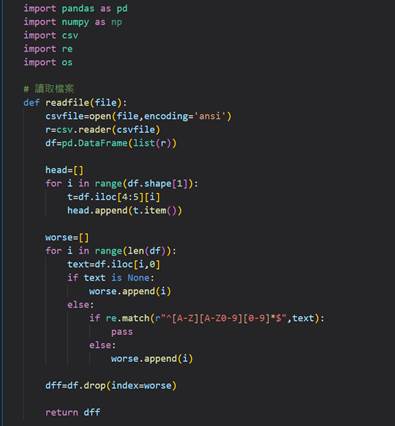 import pandas as pd
import numpy as np
import csv
import re
import os
# 讀取檔案
def readfile(file):
    csvfile=open(file,encoding='ansi')
    r=csv.reader(csvfile)
    df=pd.DataFrame(list(r))
    head=[]
    for i in range(df.shape[1]):
        t=df.iloc[4:5][i]
        head.append(t.item())
    worse=[]
    for i in range(len(df)):
        text=df.iloc[i,0]
        if text is None:
            worse.append(i)
        else:
            if re.match(r"^[A-Z][A-Z0-9][0-9]*$",text):
                pass
            else:
                worse.append(i)
    dff=df.drop(index=worse)
    return dff